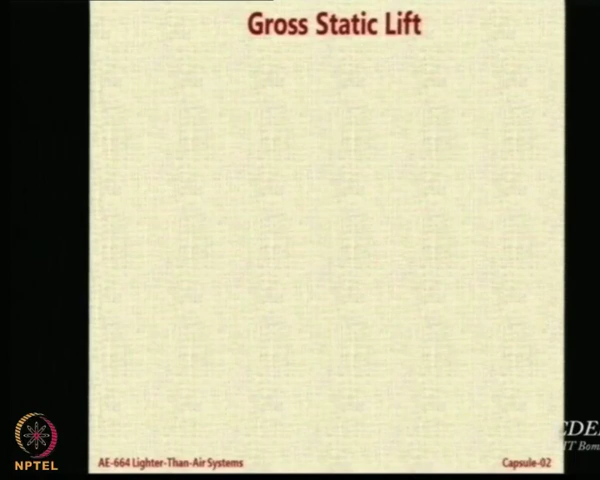 Gross Static Lift
NPTEL
AE-664 Lighter-Than-Air Systems
Capsule-02